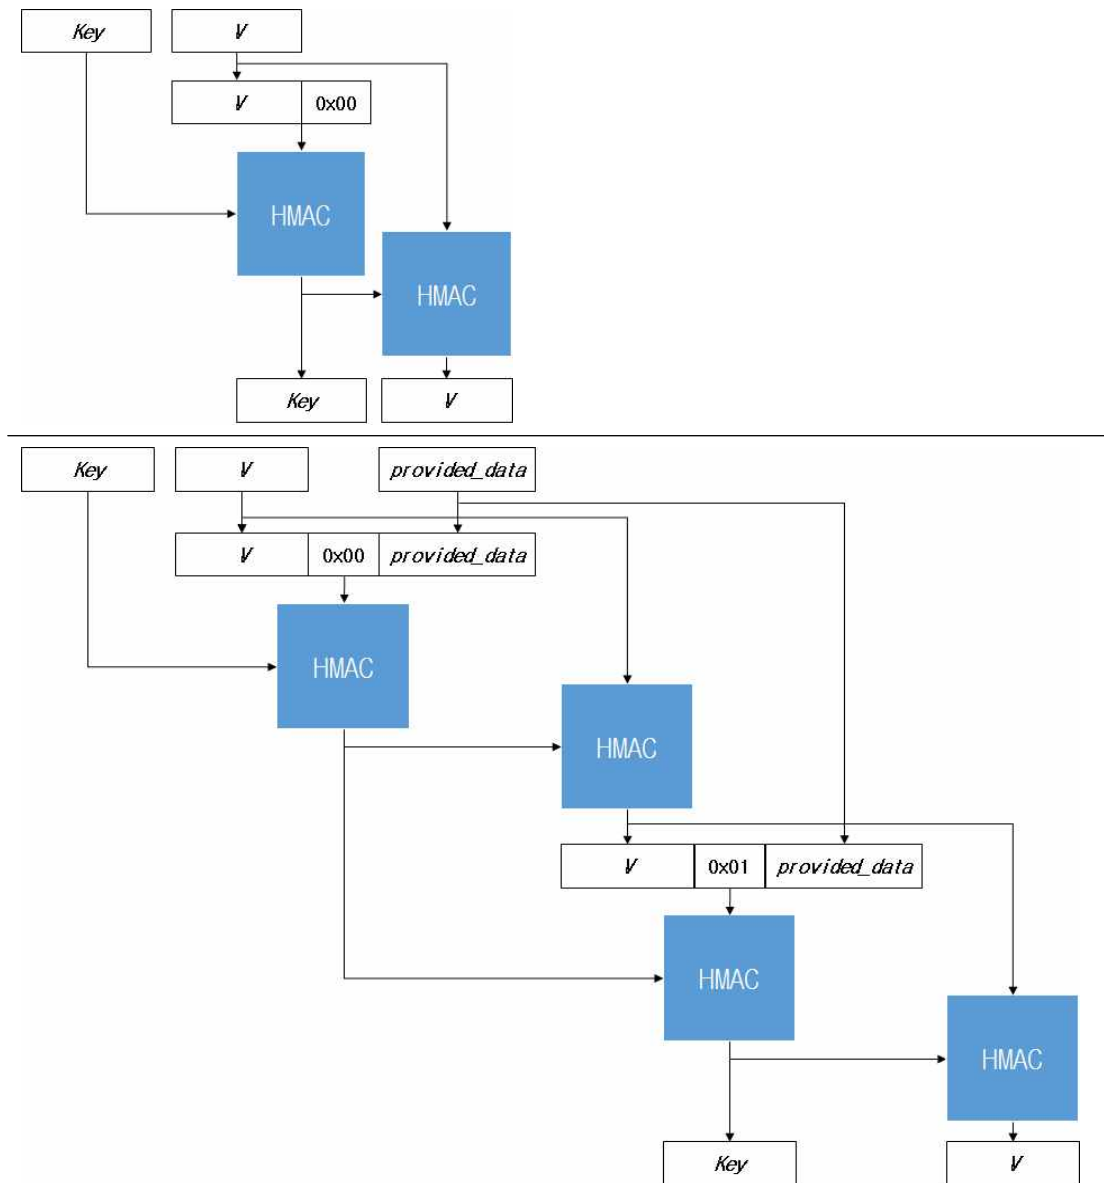 Key V
V 0x00
HMAC
HMAC
Key V
Key V provided_data
V 0x00 provided_data
HMAC
HMAC
V 0x01 provided_data
HMAC
HMAC
Key V